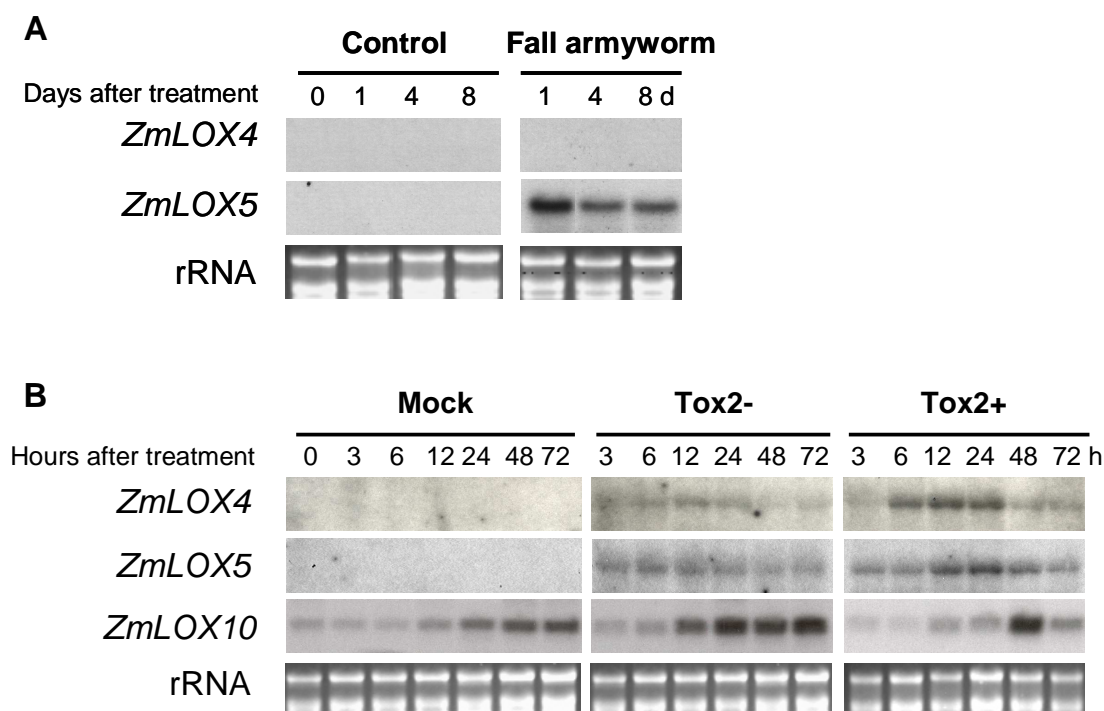 A
Control Fall armyworm
Days after treatment 0 1 4 8 1 4 8 d
ZmLOX4
ZmLOX5
rRNA
B
Mock Tox2- Tox2+
Hours after treatment 0 3 6 12 24 48 72 3 6 12 24 48 72 3 6 12 24 48 72 h
ZmLOX4
ZmLOX5
ZmLOX10
rRNA